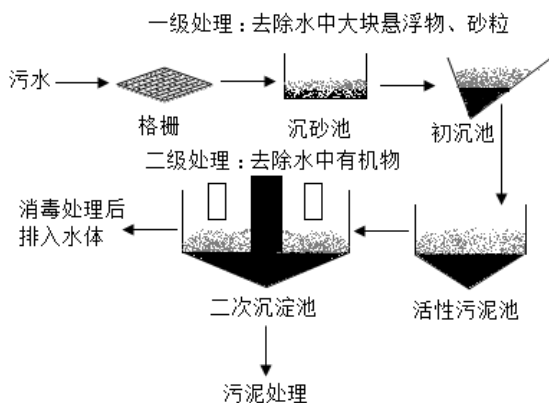 一级处理：去除水中大块悬浮物、砂粒
污水
格栅
沉砂池
初沉池
二级处理：去除水中有机物
消毒处理后
排入水体
二次沉淀池
活性污泥池
污泥处理